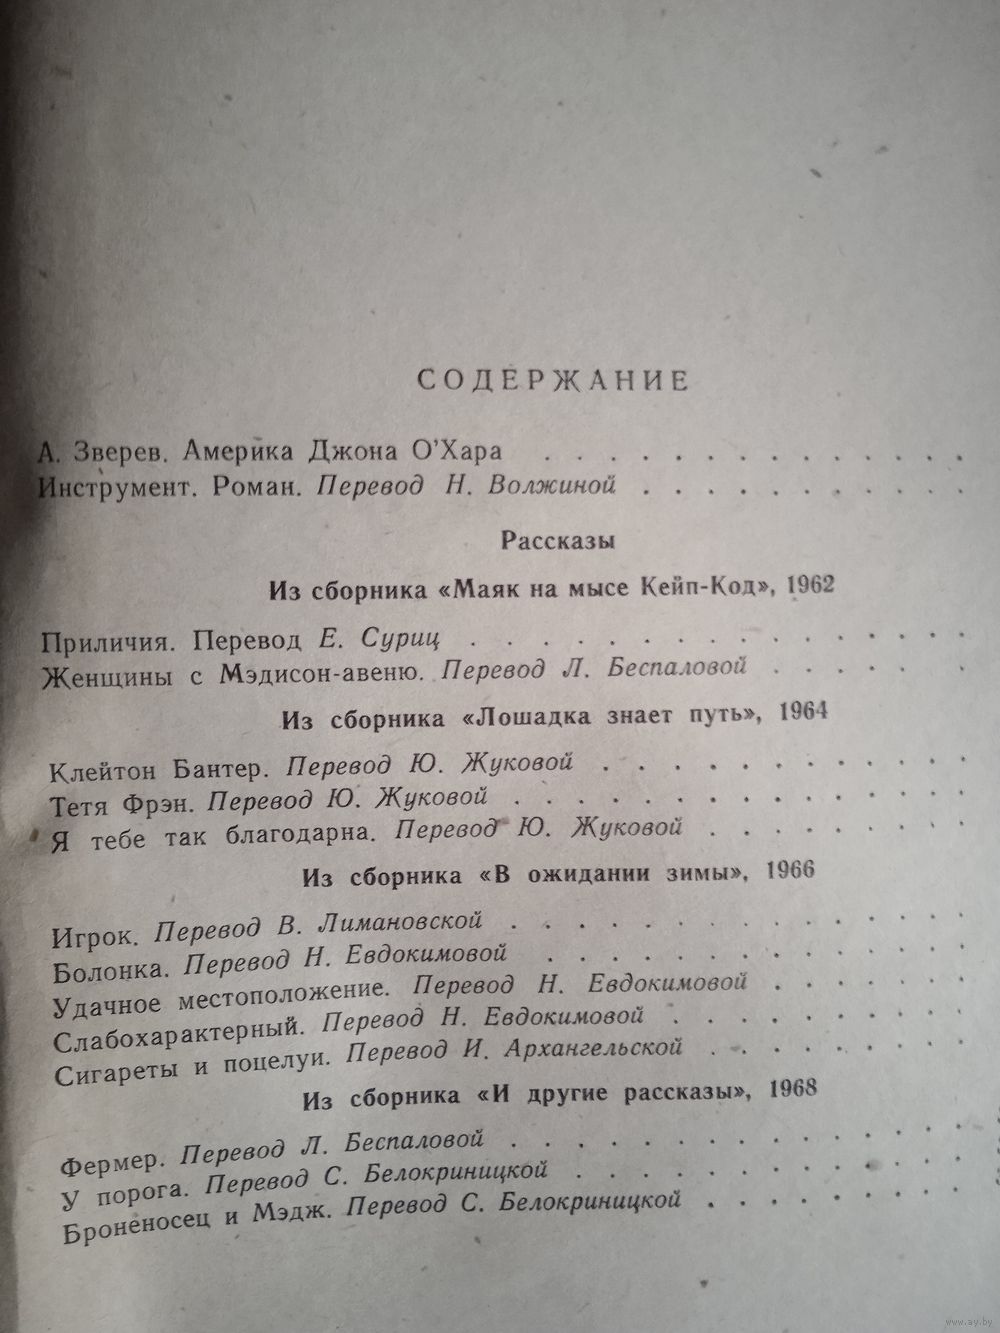 СОДЕРЖАНИЕ
А. Зверев. Америка Джона О'Хара . . . . . . . . . . . . .
Инструмент. Роман. Перевод Н. Волжиной . . . . . . . . . .
Рассказы
Из сборника «Маяк на мысе Кейп-Код», 1962
Приличия. Перевод Е. Суриц . . . . . . . . . . . . . . .
Женщины с Мэдисон-авеню. Перевод Л. Беспаловой . . . . . .
Из сборника «Лошадка знает путь», 1964
Клейтон Бантер. Перевод Ю. Жуковой . . . . . . . . . . .
Тетя Фрэн. Перевод Ю. Жуковой . . . . . . . . . . . . . .
Я тебе так благодарна. Перевод Ю. Жуковой . . . . . . . .
Из сборника «В ожидании зимы», 1966
Игрок. Перевод В. Лимановской . . . . . . . . . . . . . .
Болонка. Перевод Н. Евдокимовой . . . . . . . . . . . . .
Удачное местоположение. Перевод Н. Евдокимовой . . . . . .
Слабохарактерный. Перевод Н. Евдокимовой . . . . . . . . .
Сигареты и поцелуи. Перевод И. Архангельской . . . . . . . .
Из сборника «И другие рассказы», 1968
Фермер. Перевод Л. Беспаловой . . . . . . . . . . . . . .
У порога. Перевод С. Белокриницкой . . . . . . . . . . . .
Броненосец и Мэдж. Перевод С. Белокриницкой . . . . . . . .
www.ay.by